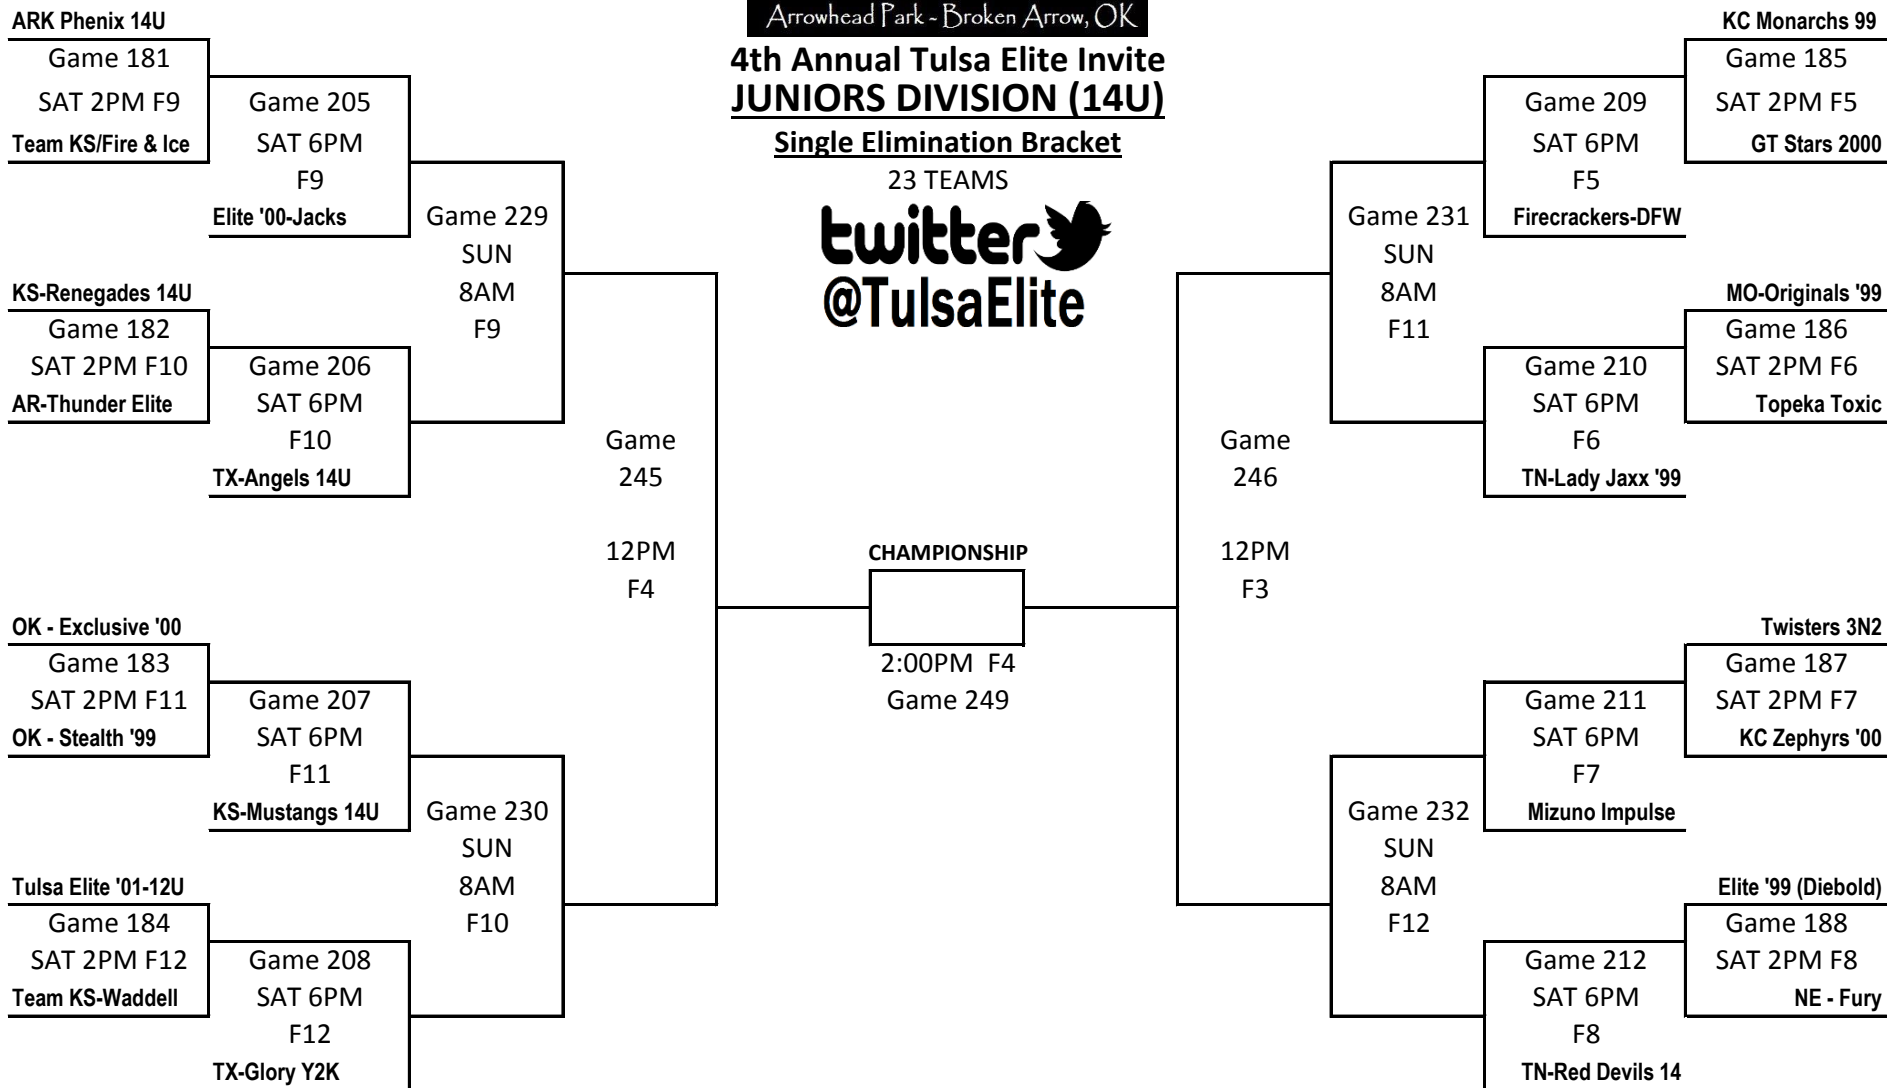 Arrowhead Park - Broken Arrow, OK
4th Annual Tulsa Elite Invite
JUNIORS DIVISION (14U)
Single Elimination Bracket
23 TEAMS
twitter
@TulsaElite
ARK Phenix 14U
Game 181
SAT 2PM F9
Team KS/Fire & Ice
Game 205
SAT 6PM
F9
Elite '00-Jacks
KS-Renegades 14U
Game 182
SAT 2PM F10
AR-Thunder Elite
Game 206
SAT 6PM
F10
TX-Angels 14U
Game 229
SUN
8AM
F9
OK - Exclusive '00
Game 183
SAT 2PM F11
OK - Stealth '99
Game 207
SAT 6PM
F11
KS-Mustangs 14U
Tulsa Elite '01-12U
Game 184
SAT 2PM F12
Team KS-Waddell
Game 208
SAT 6PM
F12
TX-Glory Y2K
Game 230
SUN
8AM
F10
Game
245
12PM
F4
CHAMPIONSHIP
2:00PM F4
Game 249
Game
246
12PM
F3
Game 231
SUN
8AM
F11
Game 209
SAT 6PM
F5
Firecrackers-DFW
KC Monarchs 99
Game 185
SAT 2PM F5
GT Stars 2000
Game 210
SAT 6PM
F6
TN-Lady Jaxx '99
MO-Originals '99
Game 186
SAT 2PM F6
Topeka Toxic
Game 232
SUN
8AM
F12
Game 211
SAT 6PM
F7
Mizuno Impulse
Twisters 3N2
Game 187
SAT 2PM F7
KC Zephyrs '00
Game 212
SAT 6PM
F8
TN-Red Devils 14
Elite '99 (Diebold)
Game 188
SAT 2PM F8
NE - Fury